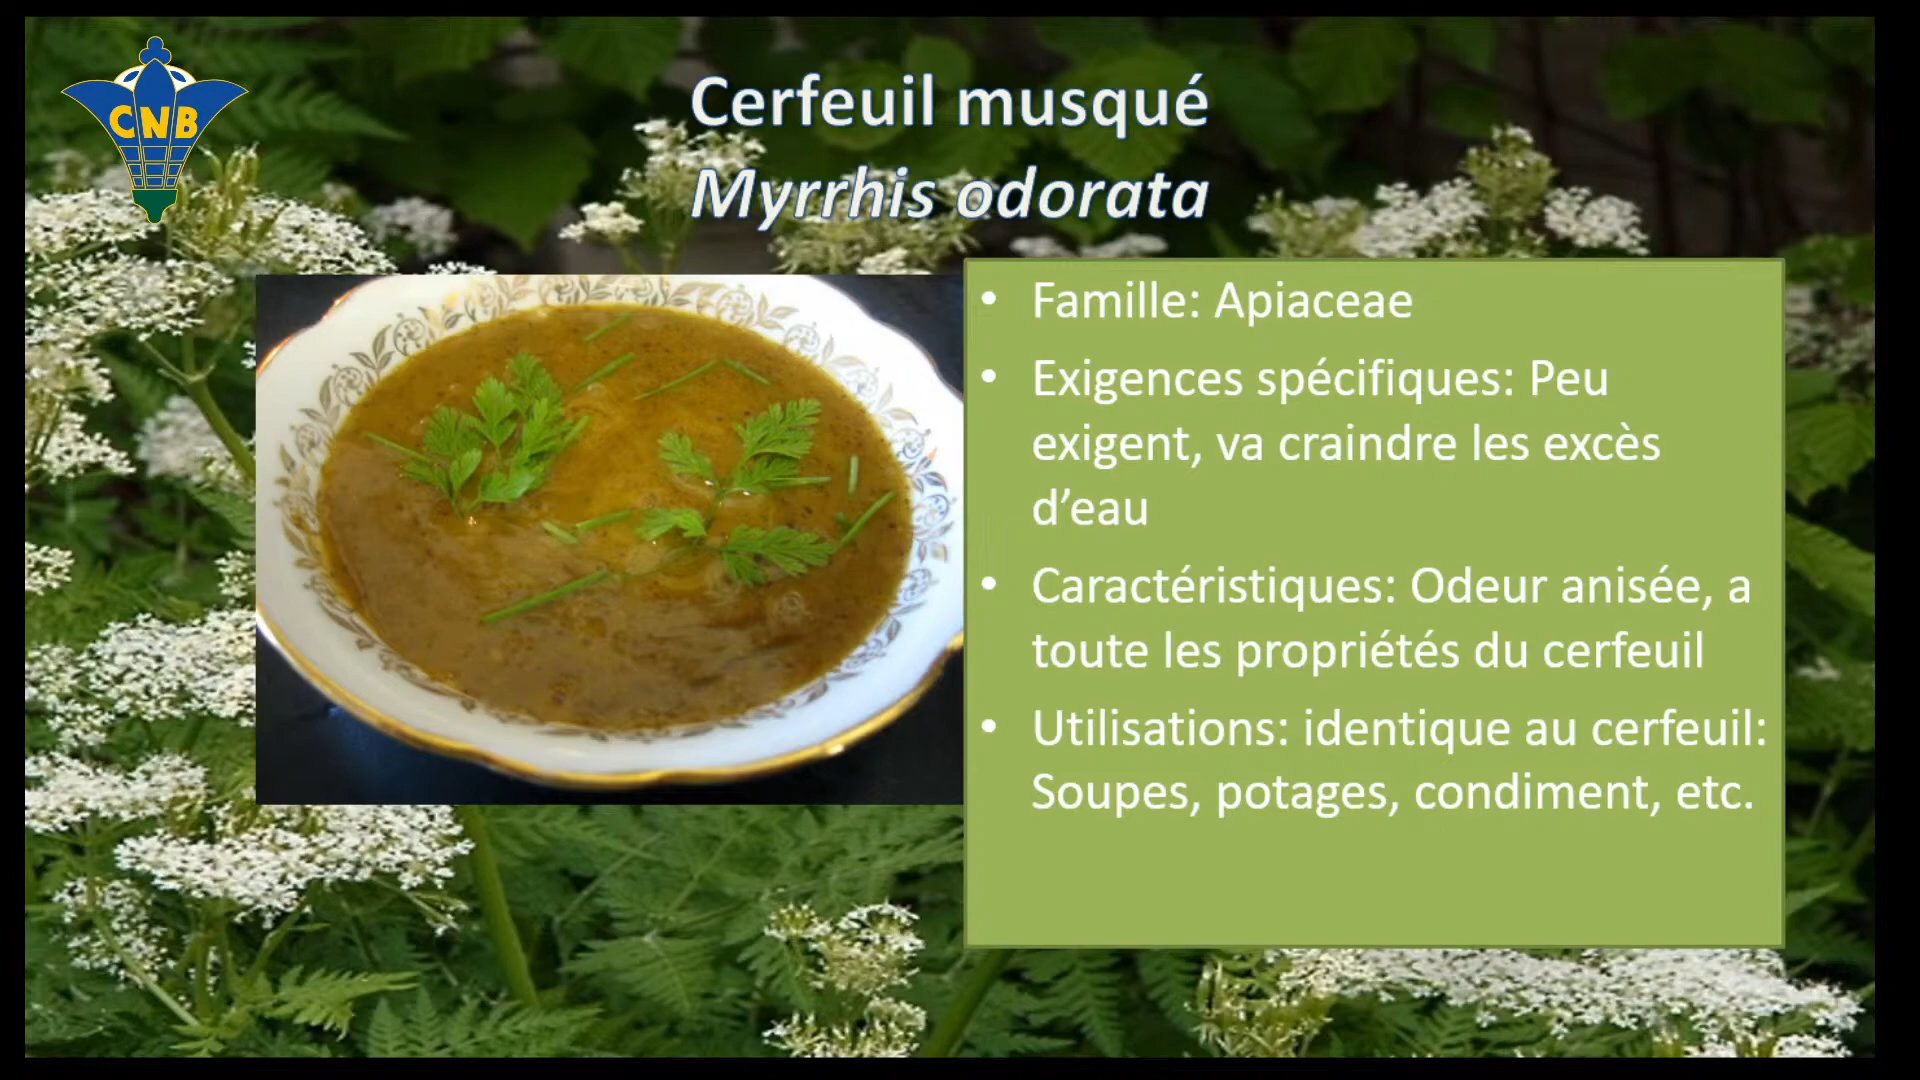 CNB
Cerfeuil musqué
Myrrhis odorata
• Famille: Apiaceae
• Exigences spécifiques: Peu
exigent, va craindre les excès
d’eau
• Caractéristiques: Odeur anisée, a
toute les propriétés du cerfeuil
• Utilisations: identique au cerfeuil:
Soupes, potages, condiment, etc.